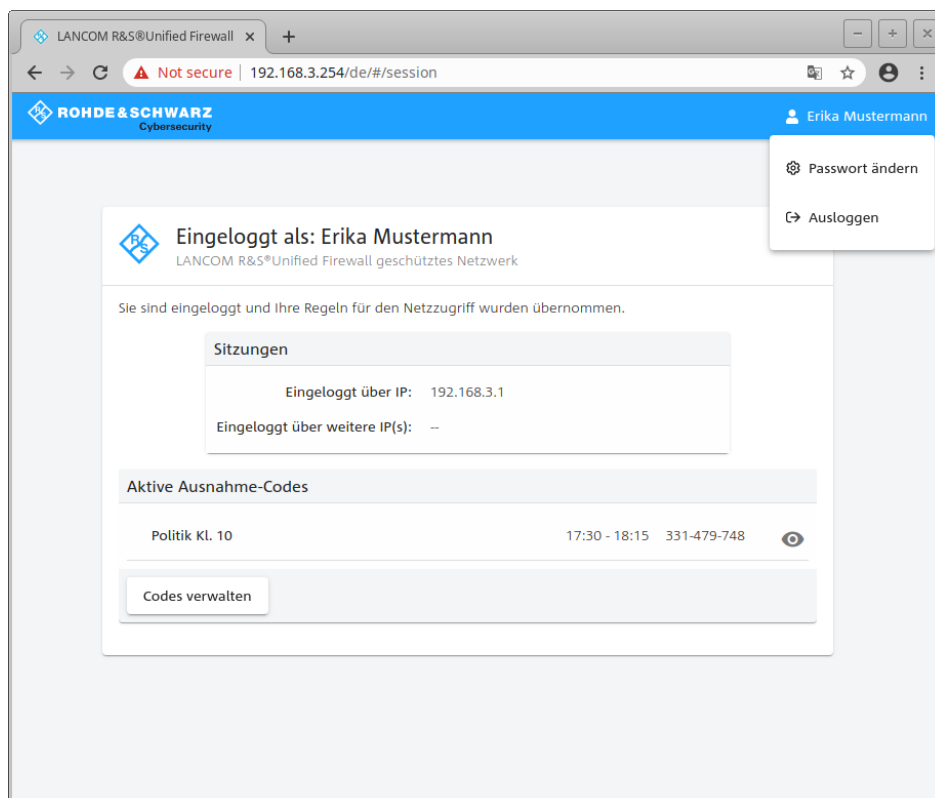 LANCOM R&S®Unified Firewall
Not secure | 192.168.3.254/de/#/session
ROHDE&SCHWARZ
Cybersecurity
Erika Mustermann
Passwort ändern
Ausloggen
R S
Eingeloggt als: Erika Mustermann
LANCOM R&S®Unified Firewall geschütztes Netzwerk
Sie sind eingeloggt und Ihre Regeln für den Netzzugriff wurden übernommen.
Sitzungen
Eingeloggt über IP: 192.168.3.1
Eingeloggt über weitere IP(s): --
Aktive Ausnahme-Codes
Politik Kl. 10 17:30 - 18:15 331-479-748
Codes verwalten